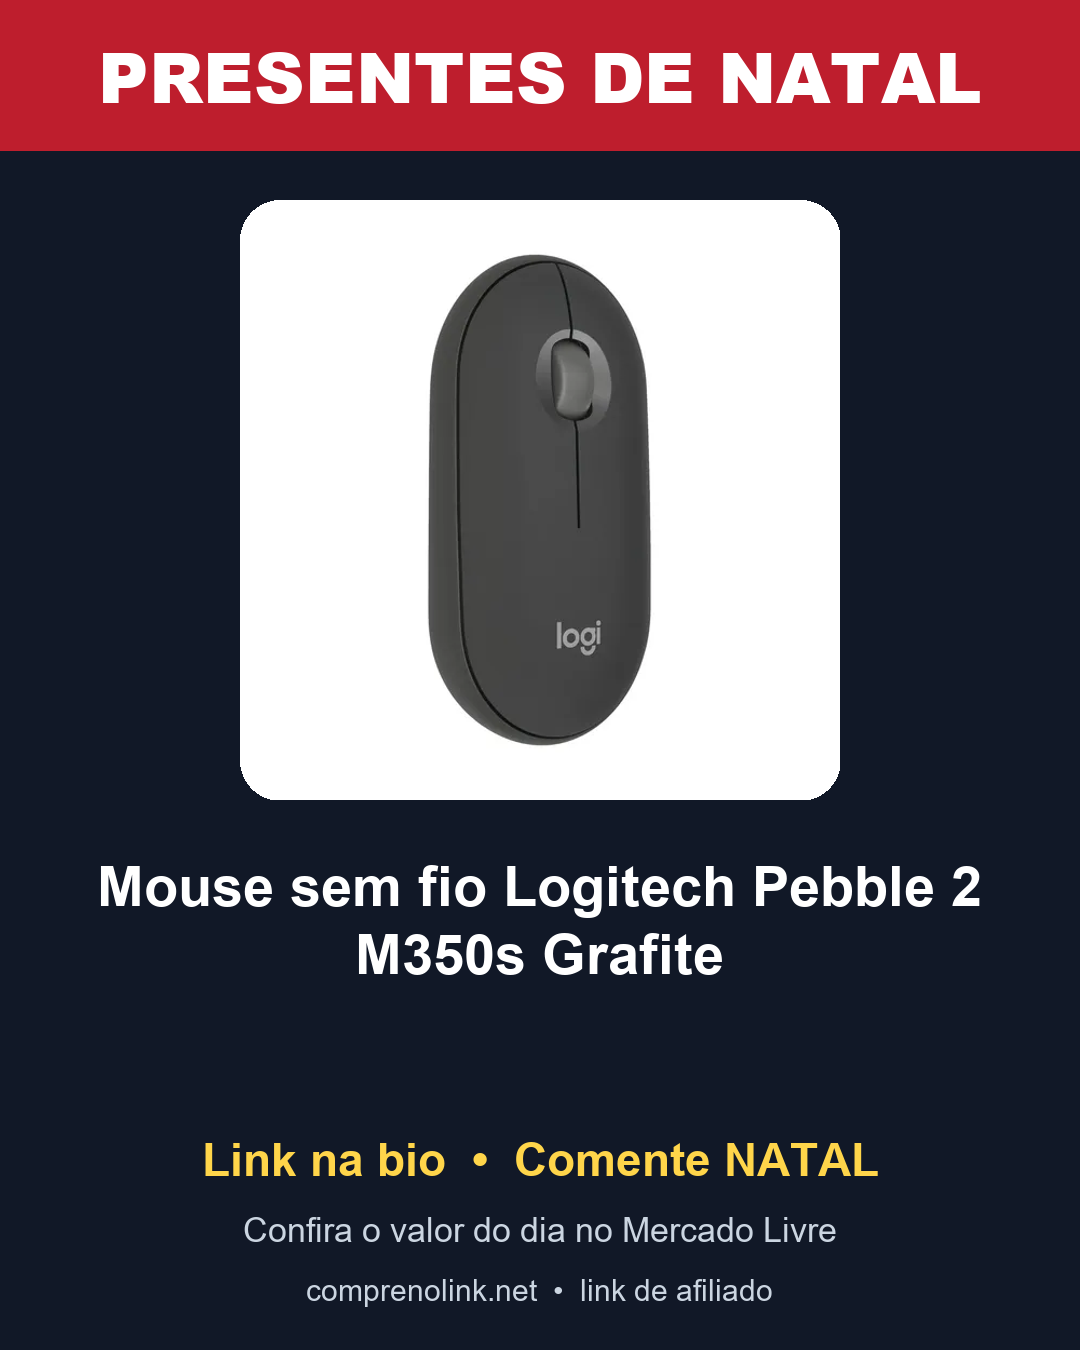 PRESENTES DE NATAL
logi
Mouse sem fio Logitech Pebble 2
M350s Grafite
Link na bio • Comente NATAL
Confira o valor do dia no Mercado Livre
comprenolink.net • link de afiliado